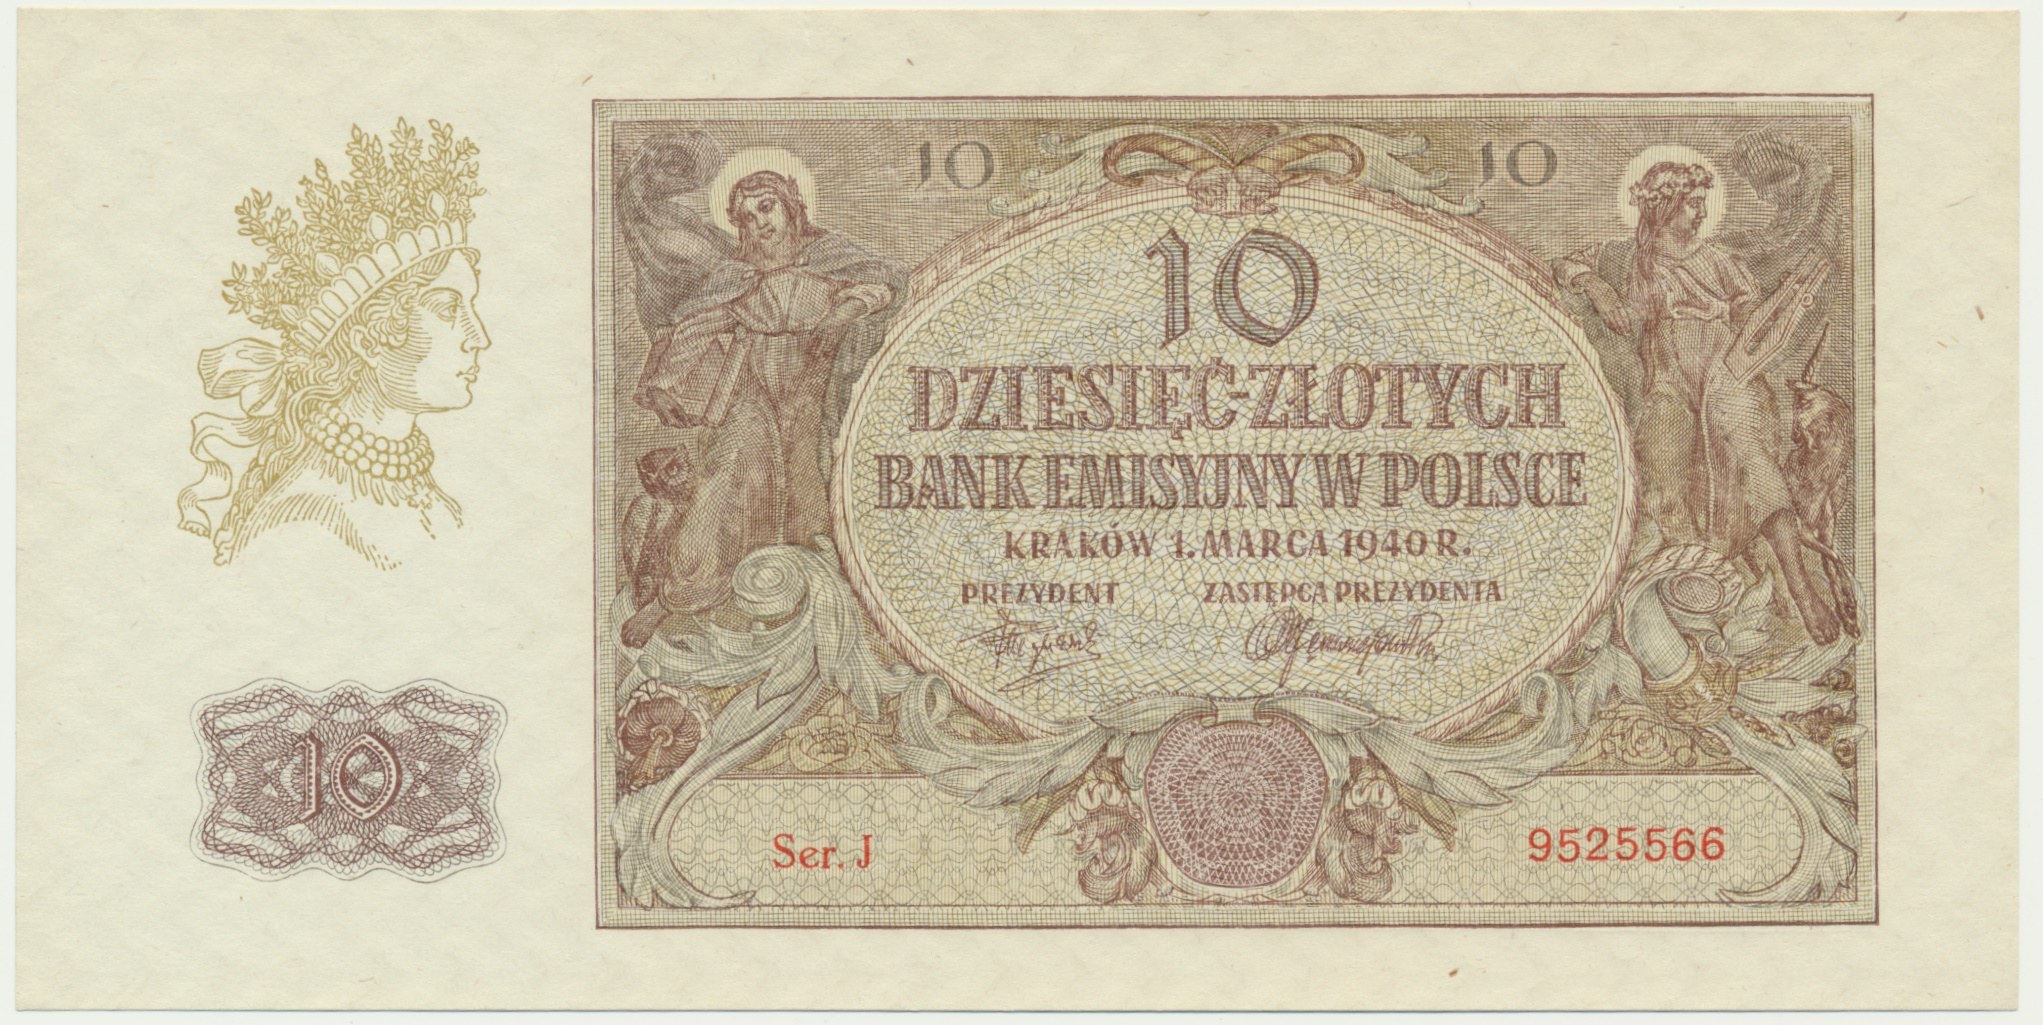 10 10
10
DZIESIĘĆ-ZŁOTYCH
BANK EMISYJNY W POLSCE
KRAKÓW 1. MARCA 1940 R.
PREZYDENT ZASTĘPCA PREZYDENTA
10
Ser. J 9525566